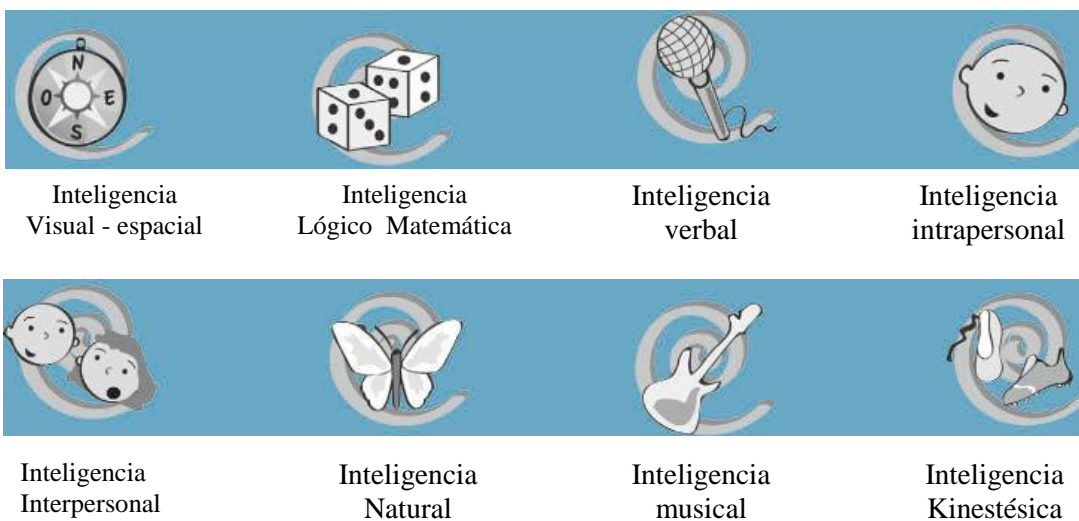 N
O E
S
Inteligencia
Visual - espacial
Inteligencia
Lógico Matemática
Inteligencia
verbal
Inteligencia
intrapersonal
Inteligencia
Interpersonal
Inteligencia
Natural
Inteligencia
musical
Inteligencia
Kinestésica